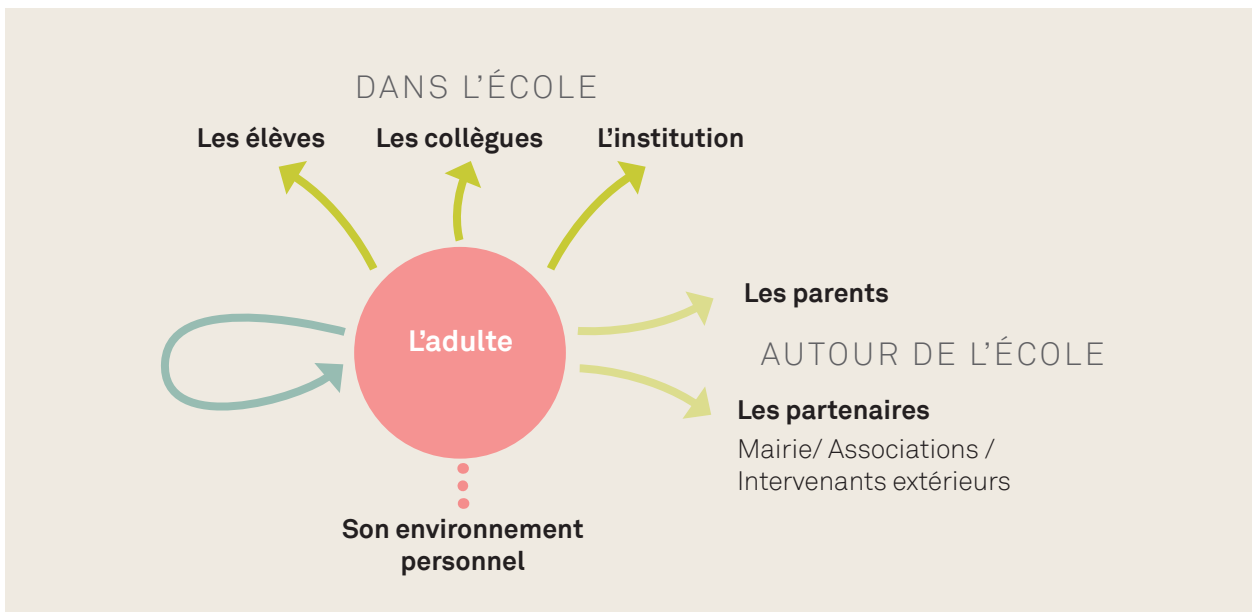 DANS L'ÉCOLE
Les élèves
Les collègues
L'institution
L'adulte
Les parents
AUTOUR DE L'ÉCOLE
Les partenaires
Mairie/ Associations /
Intervenants extérieurs
Son environnement
personnel